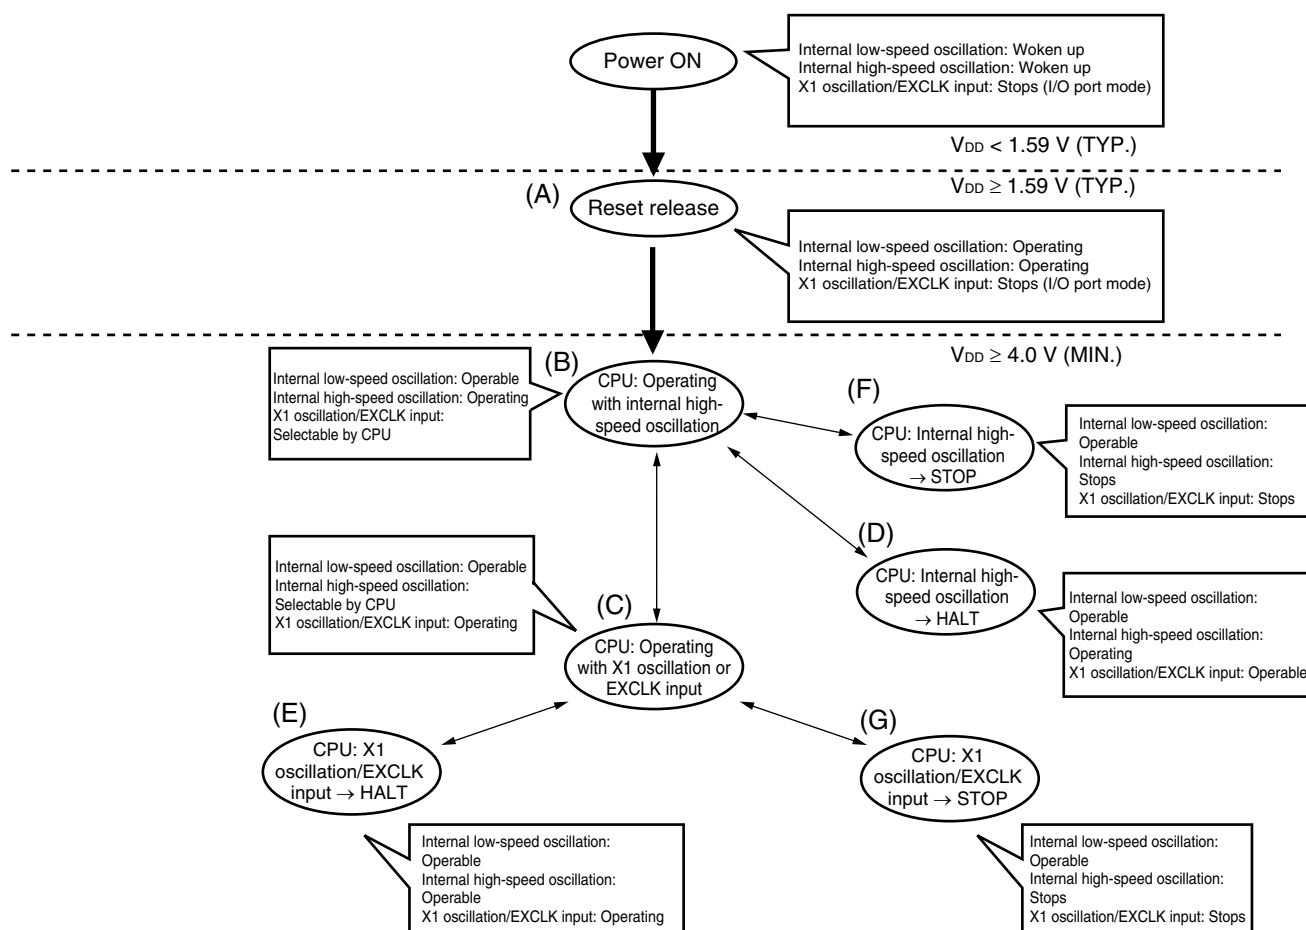 Power ON
Internal low-speed oscillation: Woken up
Internal high-speed oscillation: Woken up
X1 oscillation/EXCLK input: Stops (I/O port mode)
VDD < 1.59 V (TYP.)
VDD ≥ 1.59 V (TYP.)
(A)
Reset release
Internal low-speed oscillation: Operating
Internal high-speed oscillation: Operating
X1 oscillation/EXCLK input: Stops (I/O port mode)
VDD ≥ 4.0 V (MIN.)
(B)
Internal low-speed oscillation: Operable
Internal high-speed oscillation: Operating
X1 oscillation/EXCLK input:
Selectable by CPU
CPU: Operating
with internal high-
speed oscillation
(F)
CPU: Internal high-
speed oscillation
→ STOP
Internal low-speed oscillation:
Operable
Internal high-speed oscillation:
Stops
X1 oscillation/EXCLK input: Stops
(D)
CPU: Internal high-
speed oscillation
→ HALT
Internal low-speed oscillation:
Operable
Internal high-speed oscillation:
Operating
X1 oscillation/EXCLK input: Operable
Internal low-speed oscillation: Operable
Internal high-speed oscillation:
Selectable by CPU
X1 oscillation/EXCLK input: Operating
(C)
CPU: Operating
with X1 oscillation or
EXCLK input
(E)
CPU: X1
oscillation/EXCLK
input → HALT
Internal low-speed oscillation:
Operable
Internal high-speed oscillation:
Operable
X1 oscillation/EXCLK input: Operating
(G)
CPU: X1
oscillation/EXCLK
input → STOP
Internal low-speed oscillation:
Operable
Internal high-speed oscillation:
Stops
X1 oscillation/EXCLK input: Stops